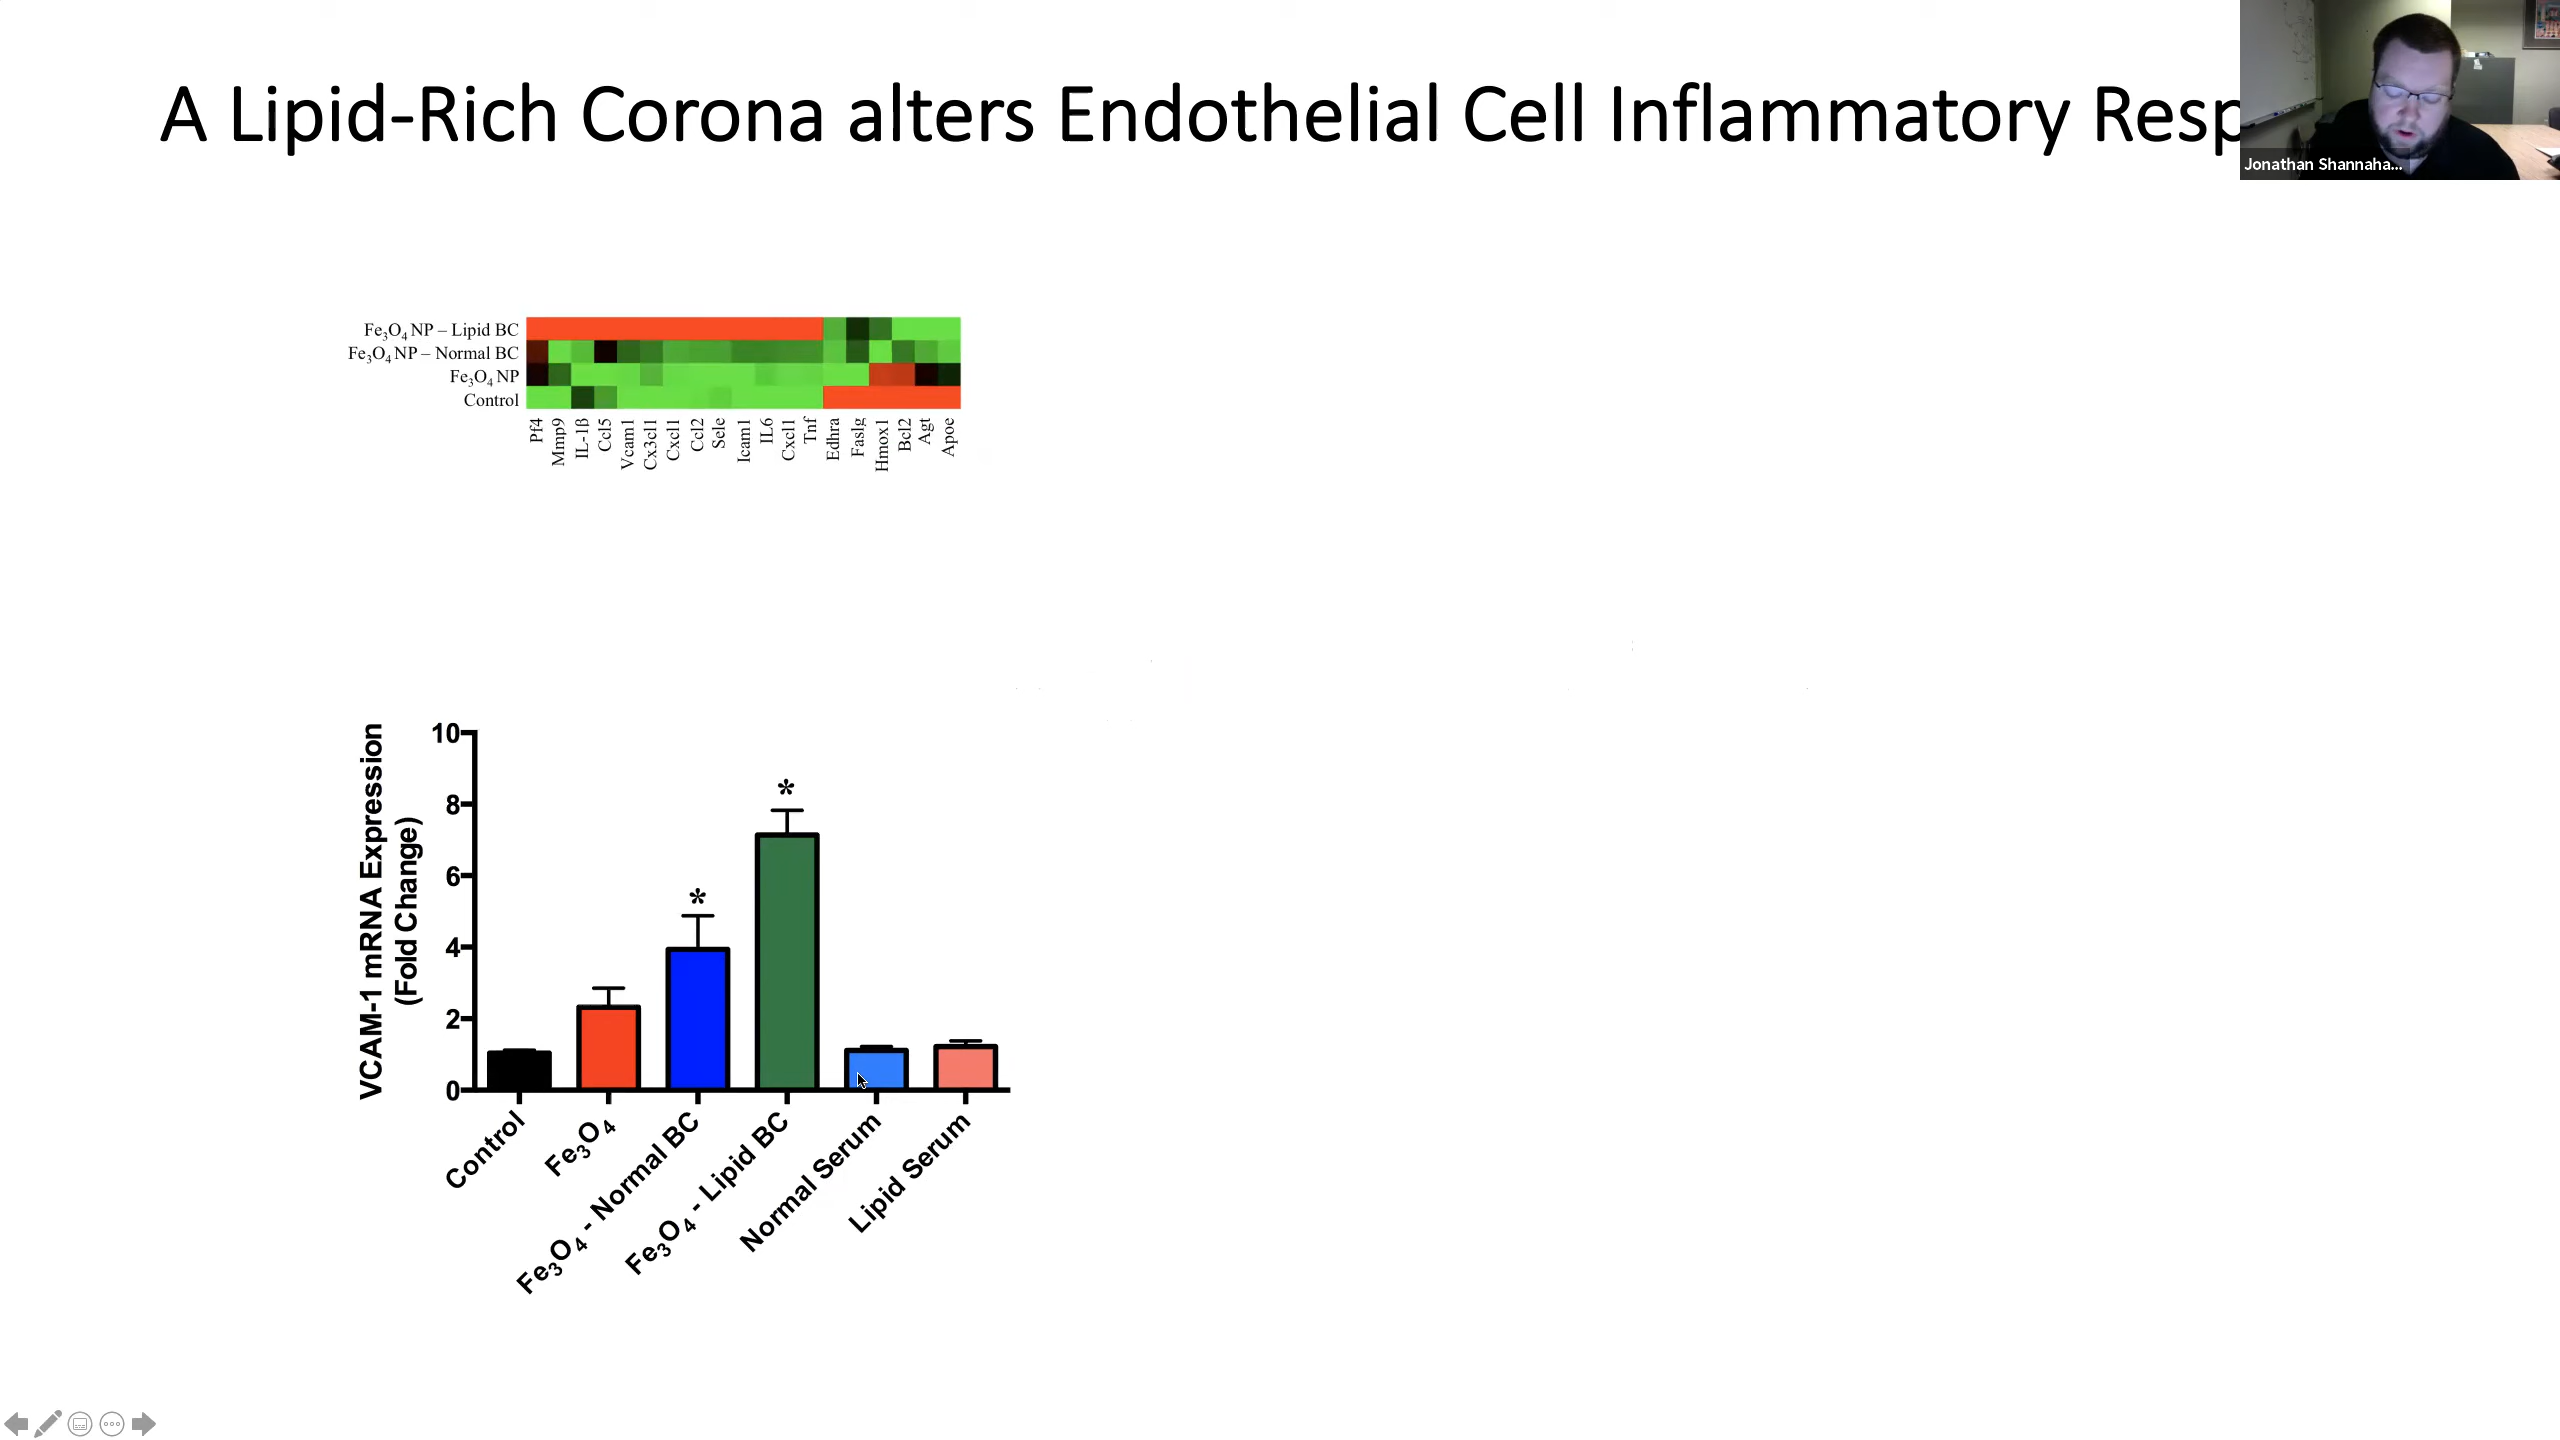 A Lipid-Rich Corona alters Endothelial Cell Inflammatory Resp
Jonathan Shannaha...
Fe₃O₄ NP – Lipid BC
Fe₃O₄ NP – Normal BC
Fe₃O₄ NP
Control
Pf4
Mmp9
IL-1β
Ccl5
Vcam1
Cx3cl1
Cxcl1
Ccl2
Sele
Icam1
IL6
Cxcl1
Tnf
Edhra
Faslg
Hmox1
Bcl2
Agt
Apoe
VCAM-1 mRNA Expression
(Fold Change)
10
8
6
4
2
0
*
*
Control
Fe₃O₄
Fe₃O₄ - Normal BC
Fe₃O₄ - Lipid BC
Normal Serum
Lipid Serum